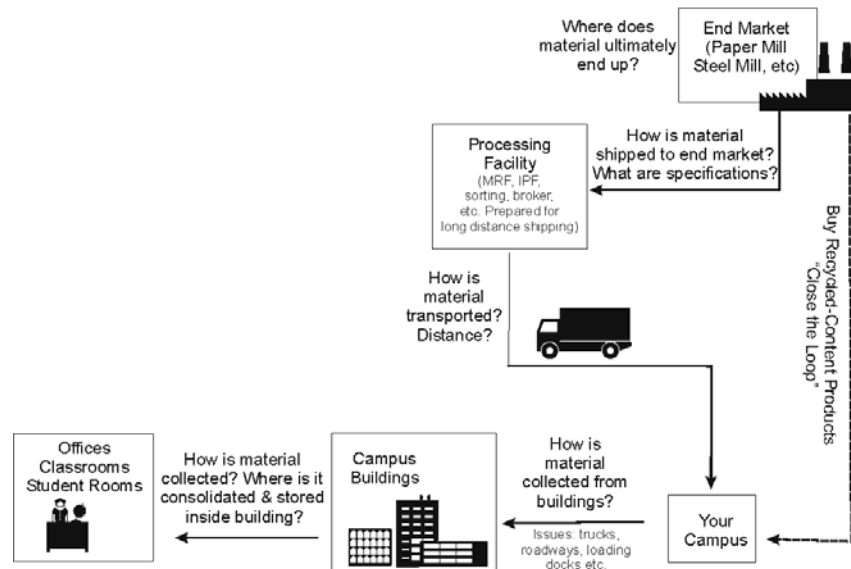 Where does
material ultimately
end up?
End Market
(Paper Mill
Steel Mill, etc)
How is material
shipped to end market?
What are specifications?
Processing
Facility
(MRF, IPF,
sorting, broker,
etc. Prepared for
long distance shipping)
Buy Recycled-Content Products
"Close the Loop"
How is
material
transported?
Distance?
Offices
Classrooms
Student Rooms
How is material
collected? Where is it
consolidated & stored
inside building?
Campus
Buildings
How is
material
collected from
buildings?
Issues: trucks,
roadways, loading
docks etc.
Your
Campus